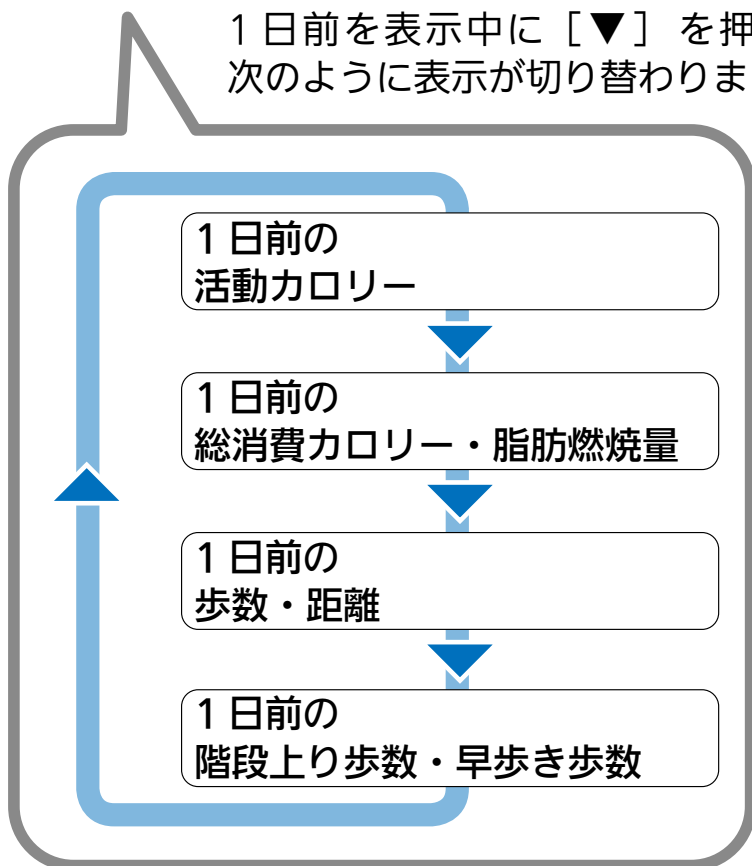 1日前を表示中に［▼］を押
次のように表示が切り替わりま
1日前の
活動カロリー
1日前の
総消費カロリー・脂肪燃焼量
1日前の
歩数・距離
1日前の
階段上り歩数・早歩き歩数